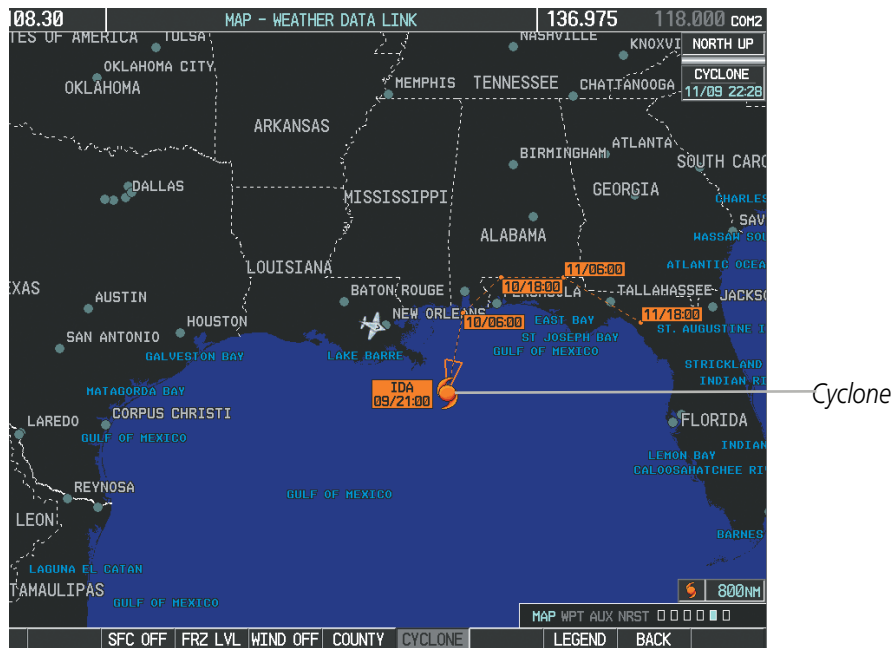 108.30
MAP - WEATHER DATA LINK
136.975
118.000 COM2
TES OF AMERICA
TULSA
NASHVILLE
KNOXVI
NORTH UP
OKLAHOMA CITY
OKLAHOMA
MEMPHIS
TENNESSEE
CHATTANOOGA
CYCLONE
11/09 22:28
ARKANSAS
BIRMINGHAM
ATLANTA
SOUTH CARO
DALLAS
MISSISSIPPI
GEORGIA
CHARLES
SAV
WASSAW SOU
ALABAMA
LOUISIANA
11/06:00
ATLANTIC OCEA
EXAS
AUSTIN
BATON ROUGE
10/18:00
PENSACOLA
TALLAHASSEE
JACKSO
HOUSTON
NEW ORLEANS
10/06:00
EAST BAY
11/18:00
SAN ANTONIO
GALVESTON BAY
LAKE BARRE
ST JOSEPH BAY
GULF OF MEXICO
ST. AUGUSTINE I
STRICKLAND
INDIAN RI
MATAGORDA BAY
IDA
09/21:00
Cyclone
LAREDO
CORPUS CHRISTI
GULF OF MEXICO
FLORIDA
INDIAN
LEMON BAY
CALOOSAHATCHEE RI
REYNOSA
GULF OF MEXICO
LEON
BARNES
LAGUNA EL CATAN
TAMAULIPAS
GULF OF MEXICO
800NM
MAP WPT AUX NRST
SFC OFF
FRZ LVL
WIND OFF
COUNTY
CYCLONE
LEGEND
BACK